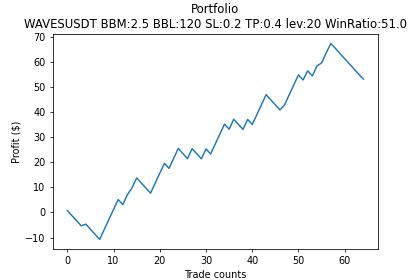 Portfolio
WAVESUSDT BBM:2.5 BBL:120 SL:0.2 TP:0.4 lev:20 WinRatio:51.0
Profit ($)
70
60
50
40
30
20
10
0
−10
0 10 20 30 40 50 60
Trade counts